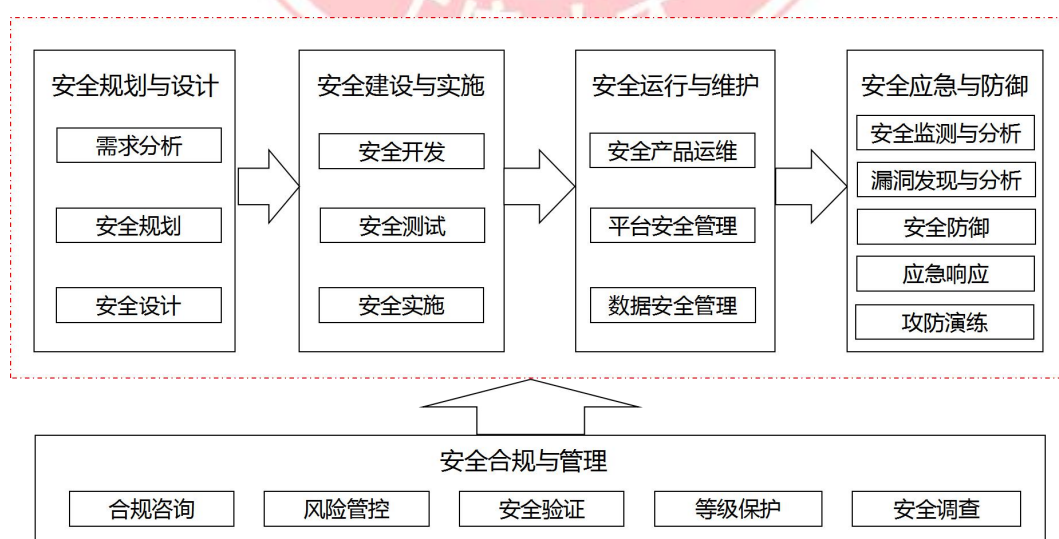 安全规划与设计
需求分析
安全规划
安全设计
安全建设与实施
安全开发
安全测试
安全实施
安全运行与维护
安全产品运维
平台安全管理
数据安全管理
安全应急与防御
安全监测与分析
漏洞发现与分析
安全防御
应急响应
攻防演练
安全合规与管理
合规咨询
风险管控
安全验证
等级保护
安全调查